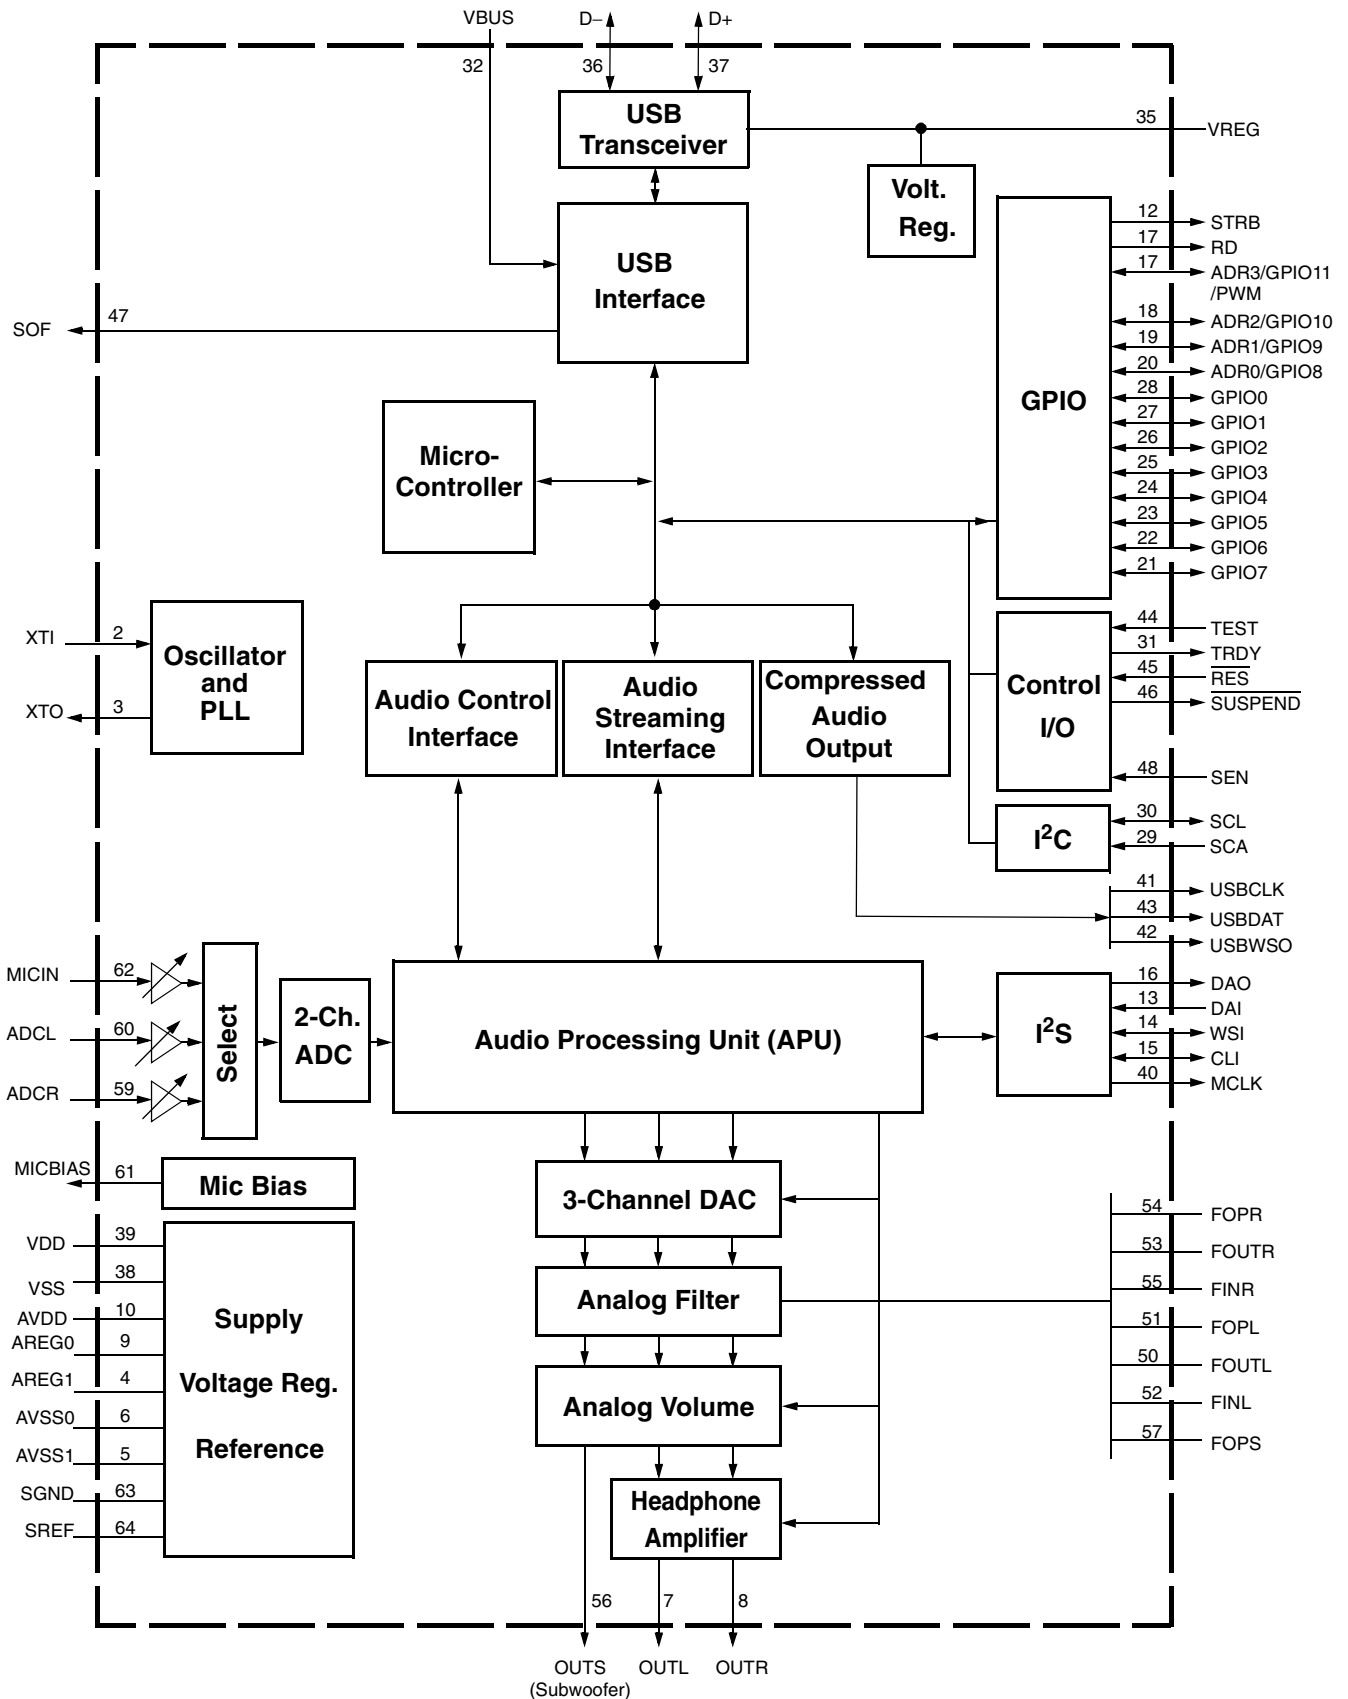 VBUS
D–
D+
32
36
37
USB
Transceiver
35
VREG
Volt.
Reg.
USB
Interface
47
SOF
GPIO
12
STRB
17
RD
17
ADR3/GPIO11
/PWM
18
ADR2/GPIO10
19
ADR1/GPIO9
20
ADR0/GPIO8
28
GPIO0
27
GPIO1
26
GPIO2
25
GPIO3
24
GPIO4
23
GPIO5
22
GPIO6
21
GPIO7
Micro-
Controller
XTI
2
XTO
3
Oscillator
and
PLL
Audio Control
Interface
Audio
Streaming
Interface
Compressed
Audio
Output
Control
I/O
44
TEST
31
TRDY
45
RES
46
SUSPEND
48
SEN
I²C
30
SCL
29
SCA
41
USBCLK
43
USBDAT
42
USBWSO
MICIN
62
ADCL
60
ADCR
59
Select
2-Ch.
ADC
Audio Processing Unit (APU)
I²S
16
DAO
13
DAI
14
WSI
15
CLI
40
MCLK
MICBIAS
61
Mic Bias
3-Channel DAC
Analog Filter
Analog Volume
Headphone
Amplifier
VDD
39
VSS
38
AVDD
10
AREG0
9
AREG1
4
AVSS0
6
AVSS1
5
SGND
63
SREF
64
Supply
Voltage Reg.
Reference
54
FOPR
53
FOUTR
55
FINR
51
FOPL
50
FOUTL
52
FINL
57
FOPS
56
7
8
OUTS
(Subwoofer)
OUTL
OUTR